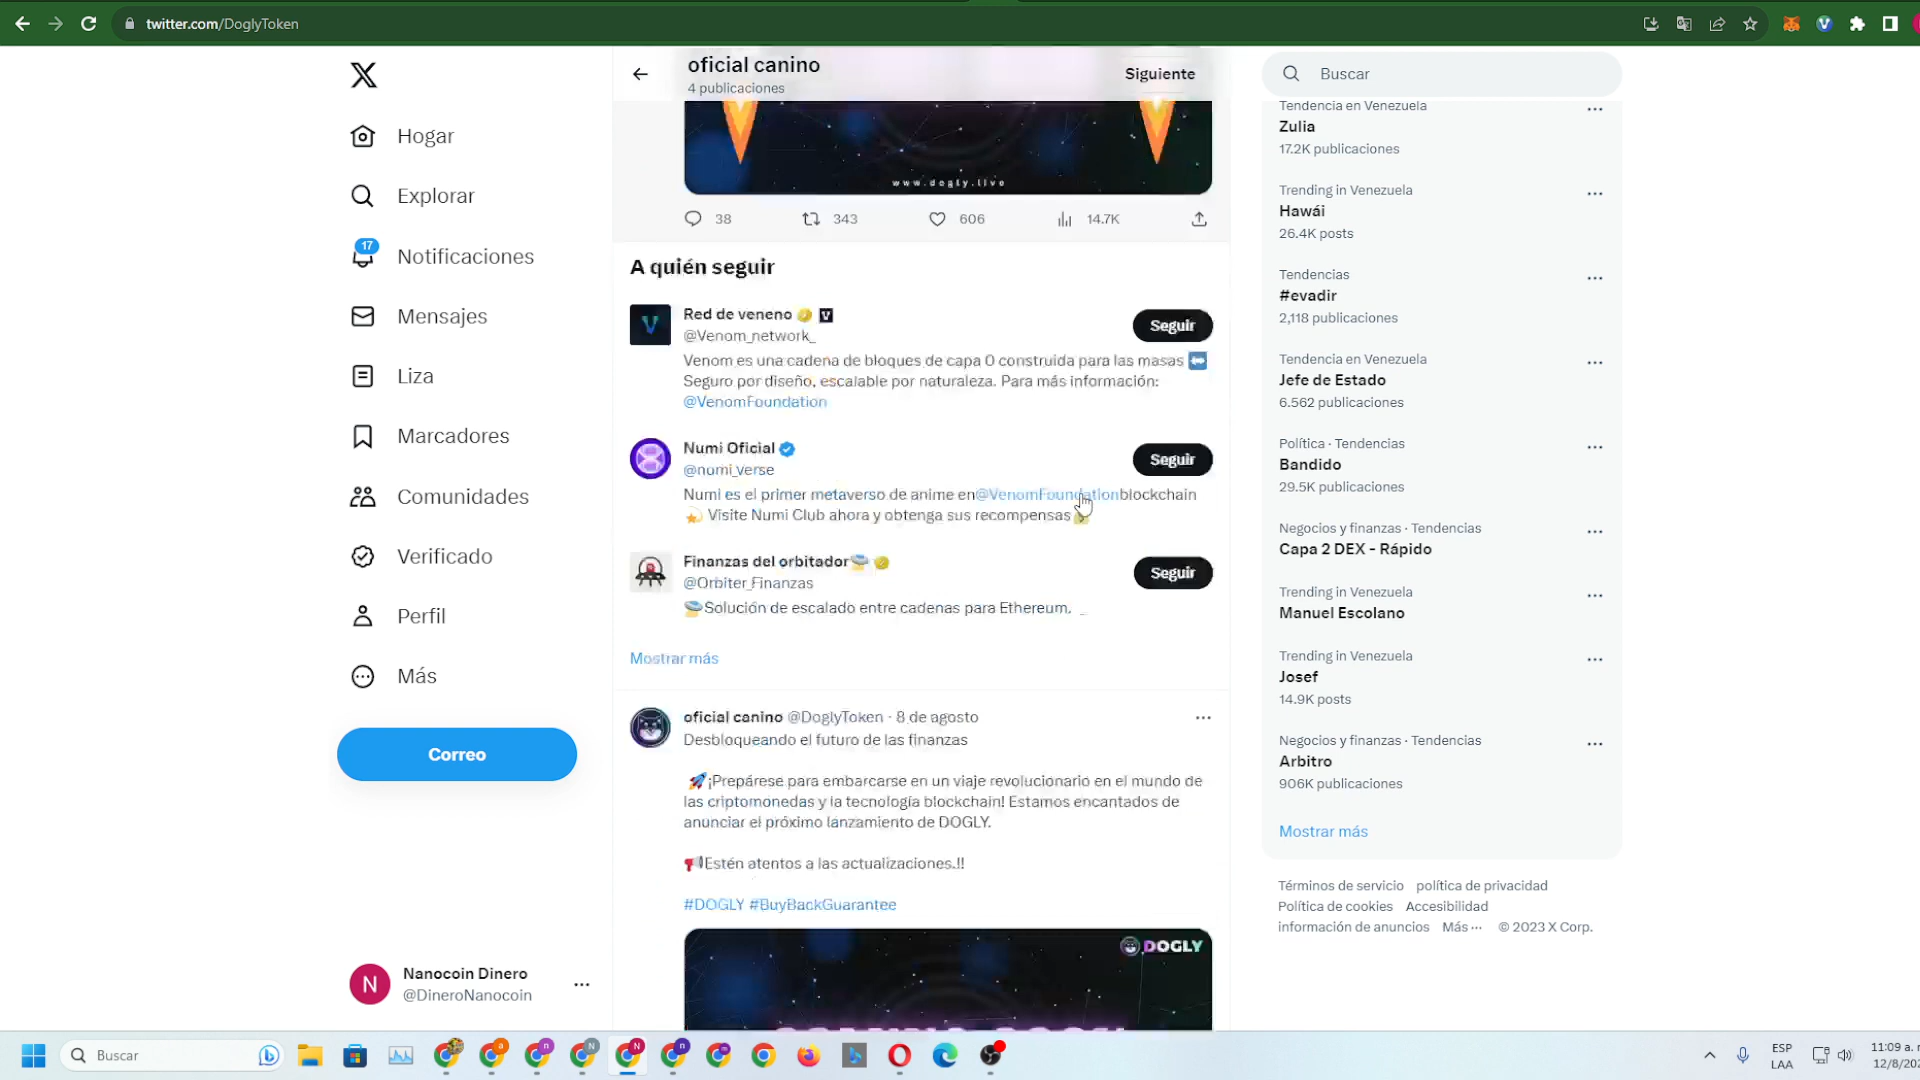 twitter.com/DoglyToken
Hogar
Explorar
17
Notificaciones
Mensajes
Liza
Marcadores
Comunidades
Verificado
Perfil
Más
Correo
N
Nanocoin Dinero
@DineroNanocoin
oficial canino
4 publicaciones
Siguiente
www.dogly.live
38 343 606 14.7K
A quién seguir
Red de veneno
@Venom_network_
Seguir
Venom es una cadena de bloques de capa 0 construida para las masas
Seguro por diseño, escalable por naturaleza. Para más información:
@VenomFoundation
Numi Oficial
@numi_verse
Seguir
Numi es el primer metaverso de anime en@VenomFoundationblockchain
Visite Numi Club ahora y obtenga sus recompensas
Finanzas del orbitador
@Orbiter_Finanzas
Seguir
Solución de escalado entre cadenas para Ethereum.
Mostrar más
oficial canino @DoglyToken · 8 de agosto
Desbloqueando el futuro de las finanzas
¡Prepárese para embarcarse en un viaje revolucionario en el mundo de
las criptomonedas y la tecnología blockchain! Estamos encantados de
anunciar el próximo lanzamiento de DOGLY.
Estén atentos a las actualizaciones.!!
#DOGLY #BuyBackGuarantee
DOGLY
Buscar
Tendencia en Venezuela
Zulia
17.2K publicaciones
Trending in Venezuela
Hawái
26.4K posts
Tendencias
#evadir
2,118 publicaciones
Tendencia en Venezuela
Jefe de Estado
6.562 publicaciones
Política · Tendencias
Bandido
29.5K publicaciones
Negocios y finanzas · Tendencias
Capa 2 DEX - Rápido
Trending in Venezuela
Manuel Escolano
Trending in Venezuela
Josef
14.9K posts
Negocios y finanzas · Tendencias
Arbitro
906K publicaciones
Mostrar más
Términos de servicio política de privacidad
Política de cookies Accesibilidad
información de anuncios Más ··· © 2023 X Corp.
Buscar
ESP
LAA
11:09 a.
12/8/202